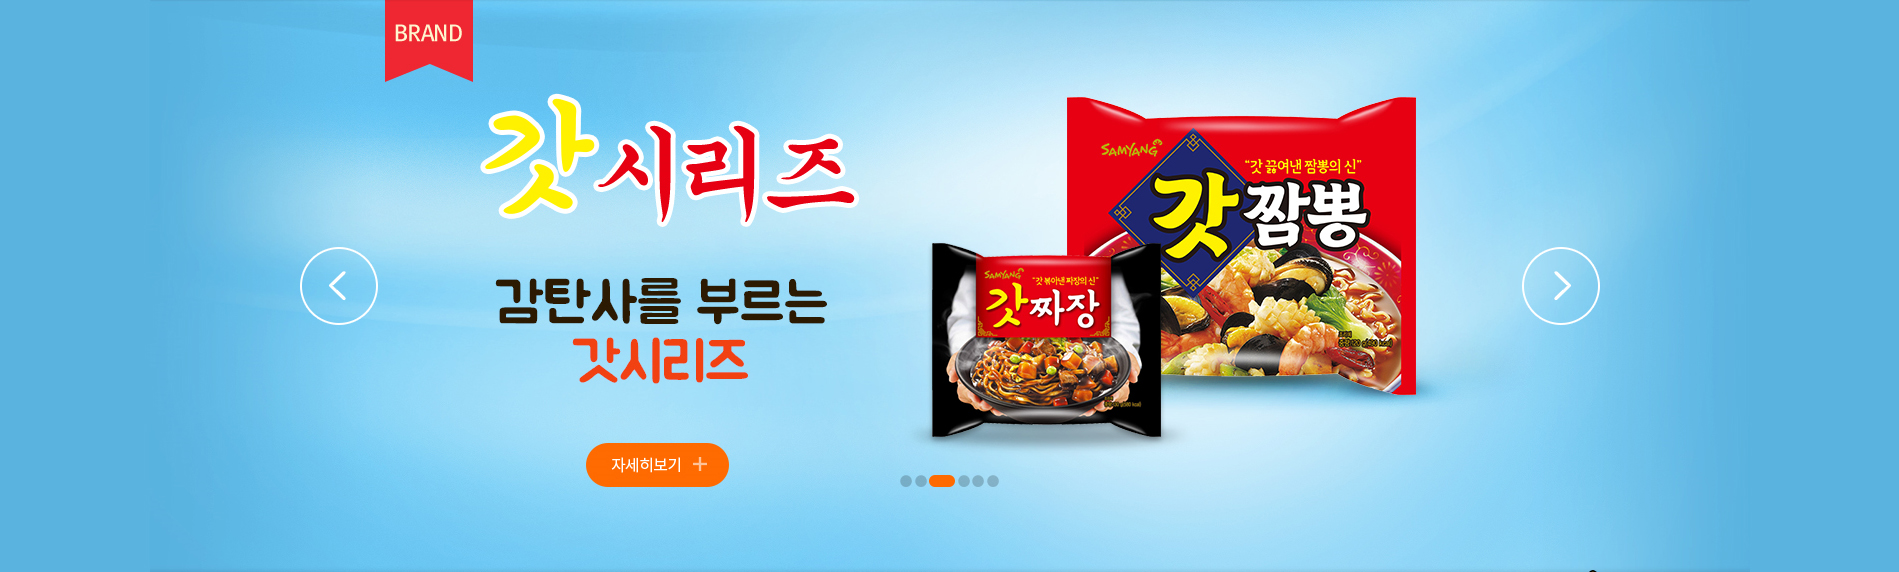 BRAND
갓시리즈
감탄사를 부르는
갓시리즈
자세히보기
SAMYANG
"갓 볶아낸 짜장의 신"
갓짜장
SAMYANG
"갓 끓여낸 짬뽕의 신"
갓짬뽕